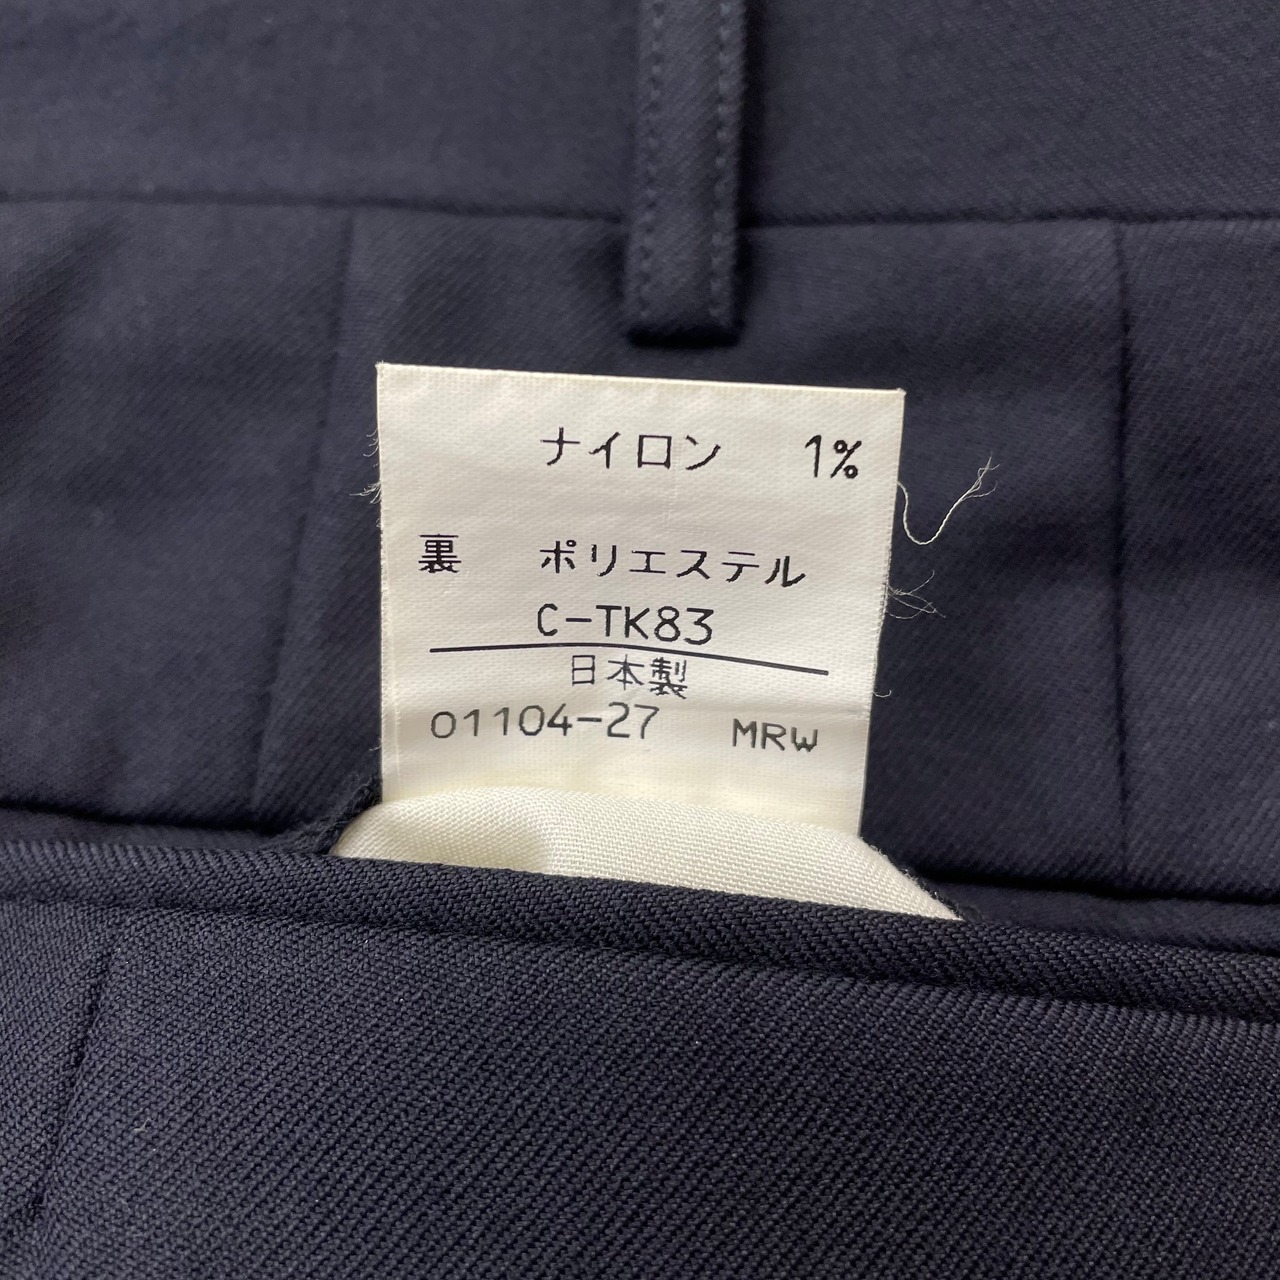 ナイロン 1%
裏 ポリエステル
C-TK83
日本製
01104-27 MRW